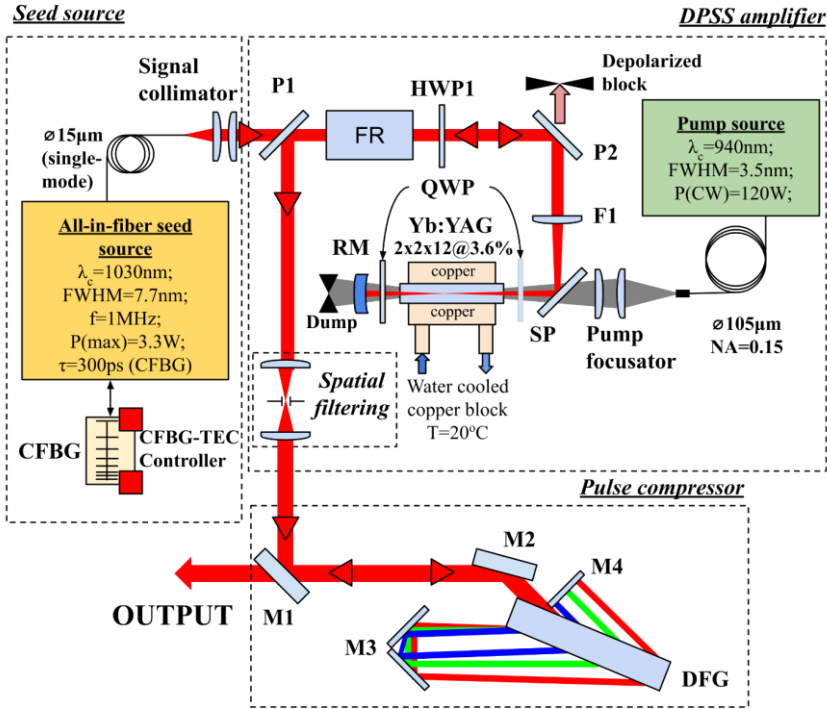 Seed source
DPSS amplifier
Signal
collimator
P1
HWP1
Depolarized
block
FR
P2
⌀15μm
(single-
mode)
Pump source
λc=940nm;
FWHM=3.5nm;
P(CW)=120W;
QWP
F1
Yb:YAG
2x2x12@3.6%
RM
copper
copper
Dump
SP
Pump
focusator
⌀105μm
NA=0.15
All-in-fiber seed
source
λc=1030nm;
FWHM=7.7nm;
f=1MHz;
P(max)=3.3W;
τ=300ps (CFBG)
Spatial
filtering
Water cooled
copper block
T=20°C
CFBG
CFBG-TEC
Controller
Pulse compressor
M2
M4
OUTPUT
M1
M3
DFG